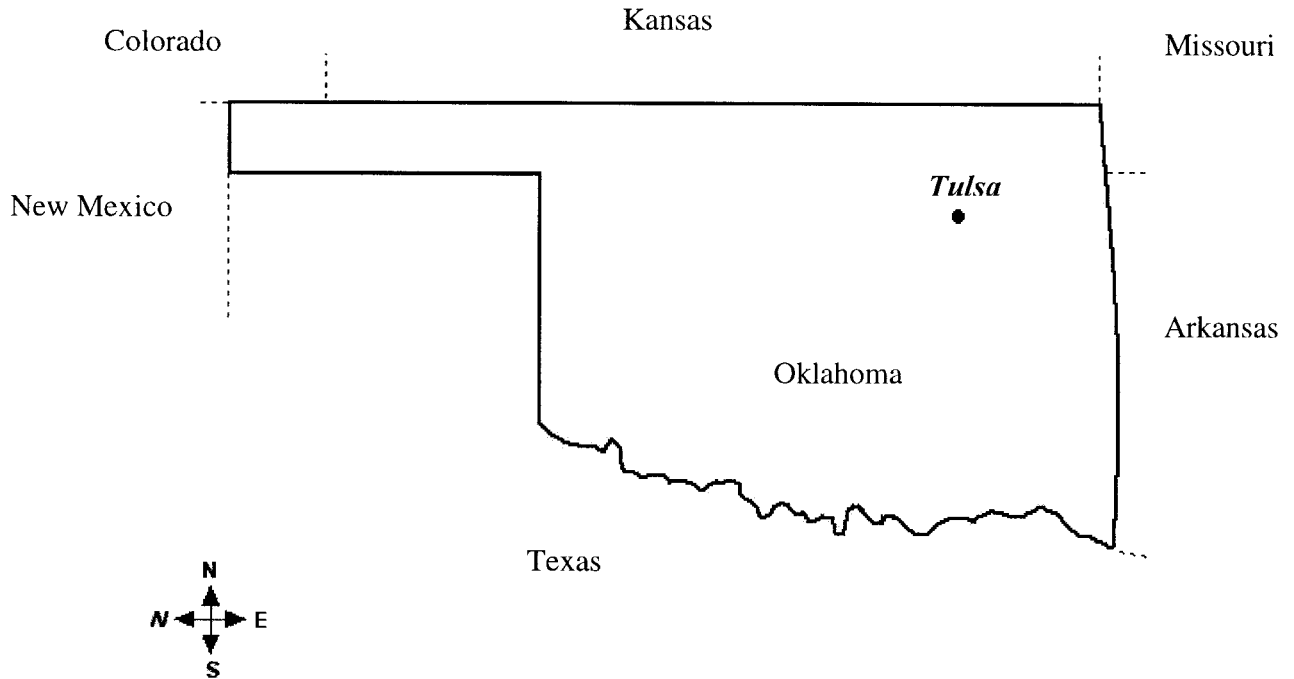 Kansas
Colorado
Missouri
New Mexico
Tulsa
Arkansas
Oklahoma
Texas
N
N E
S